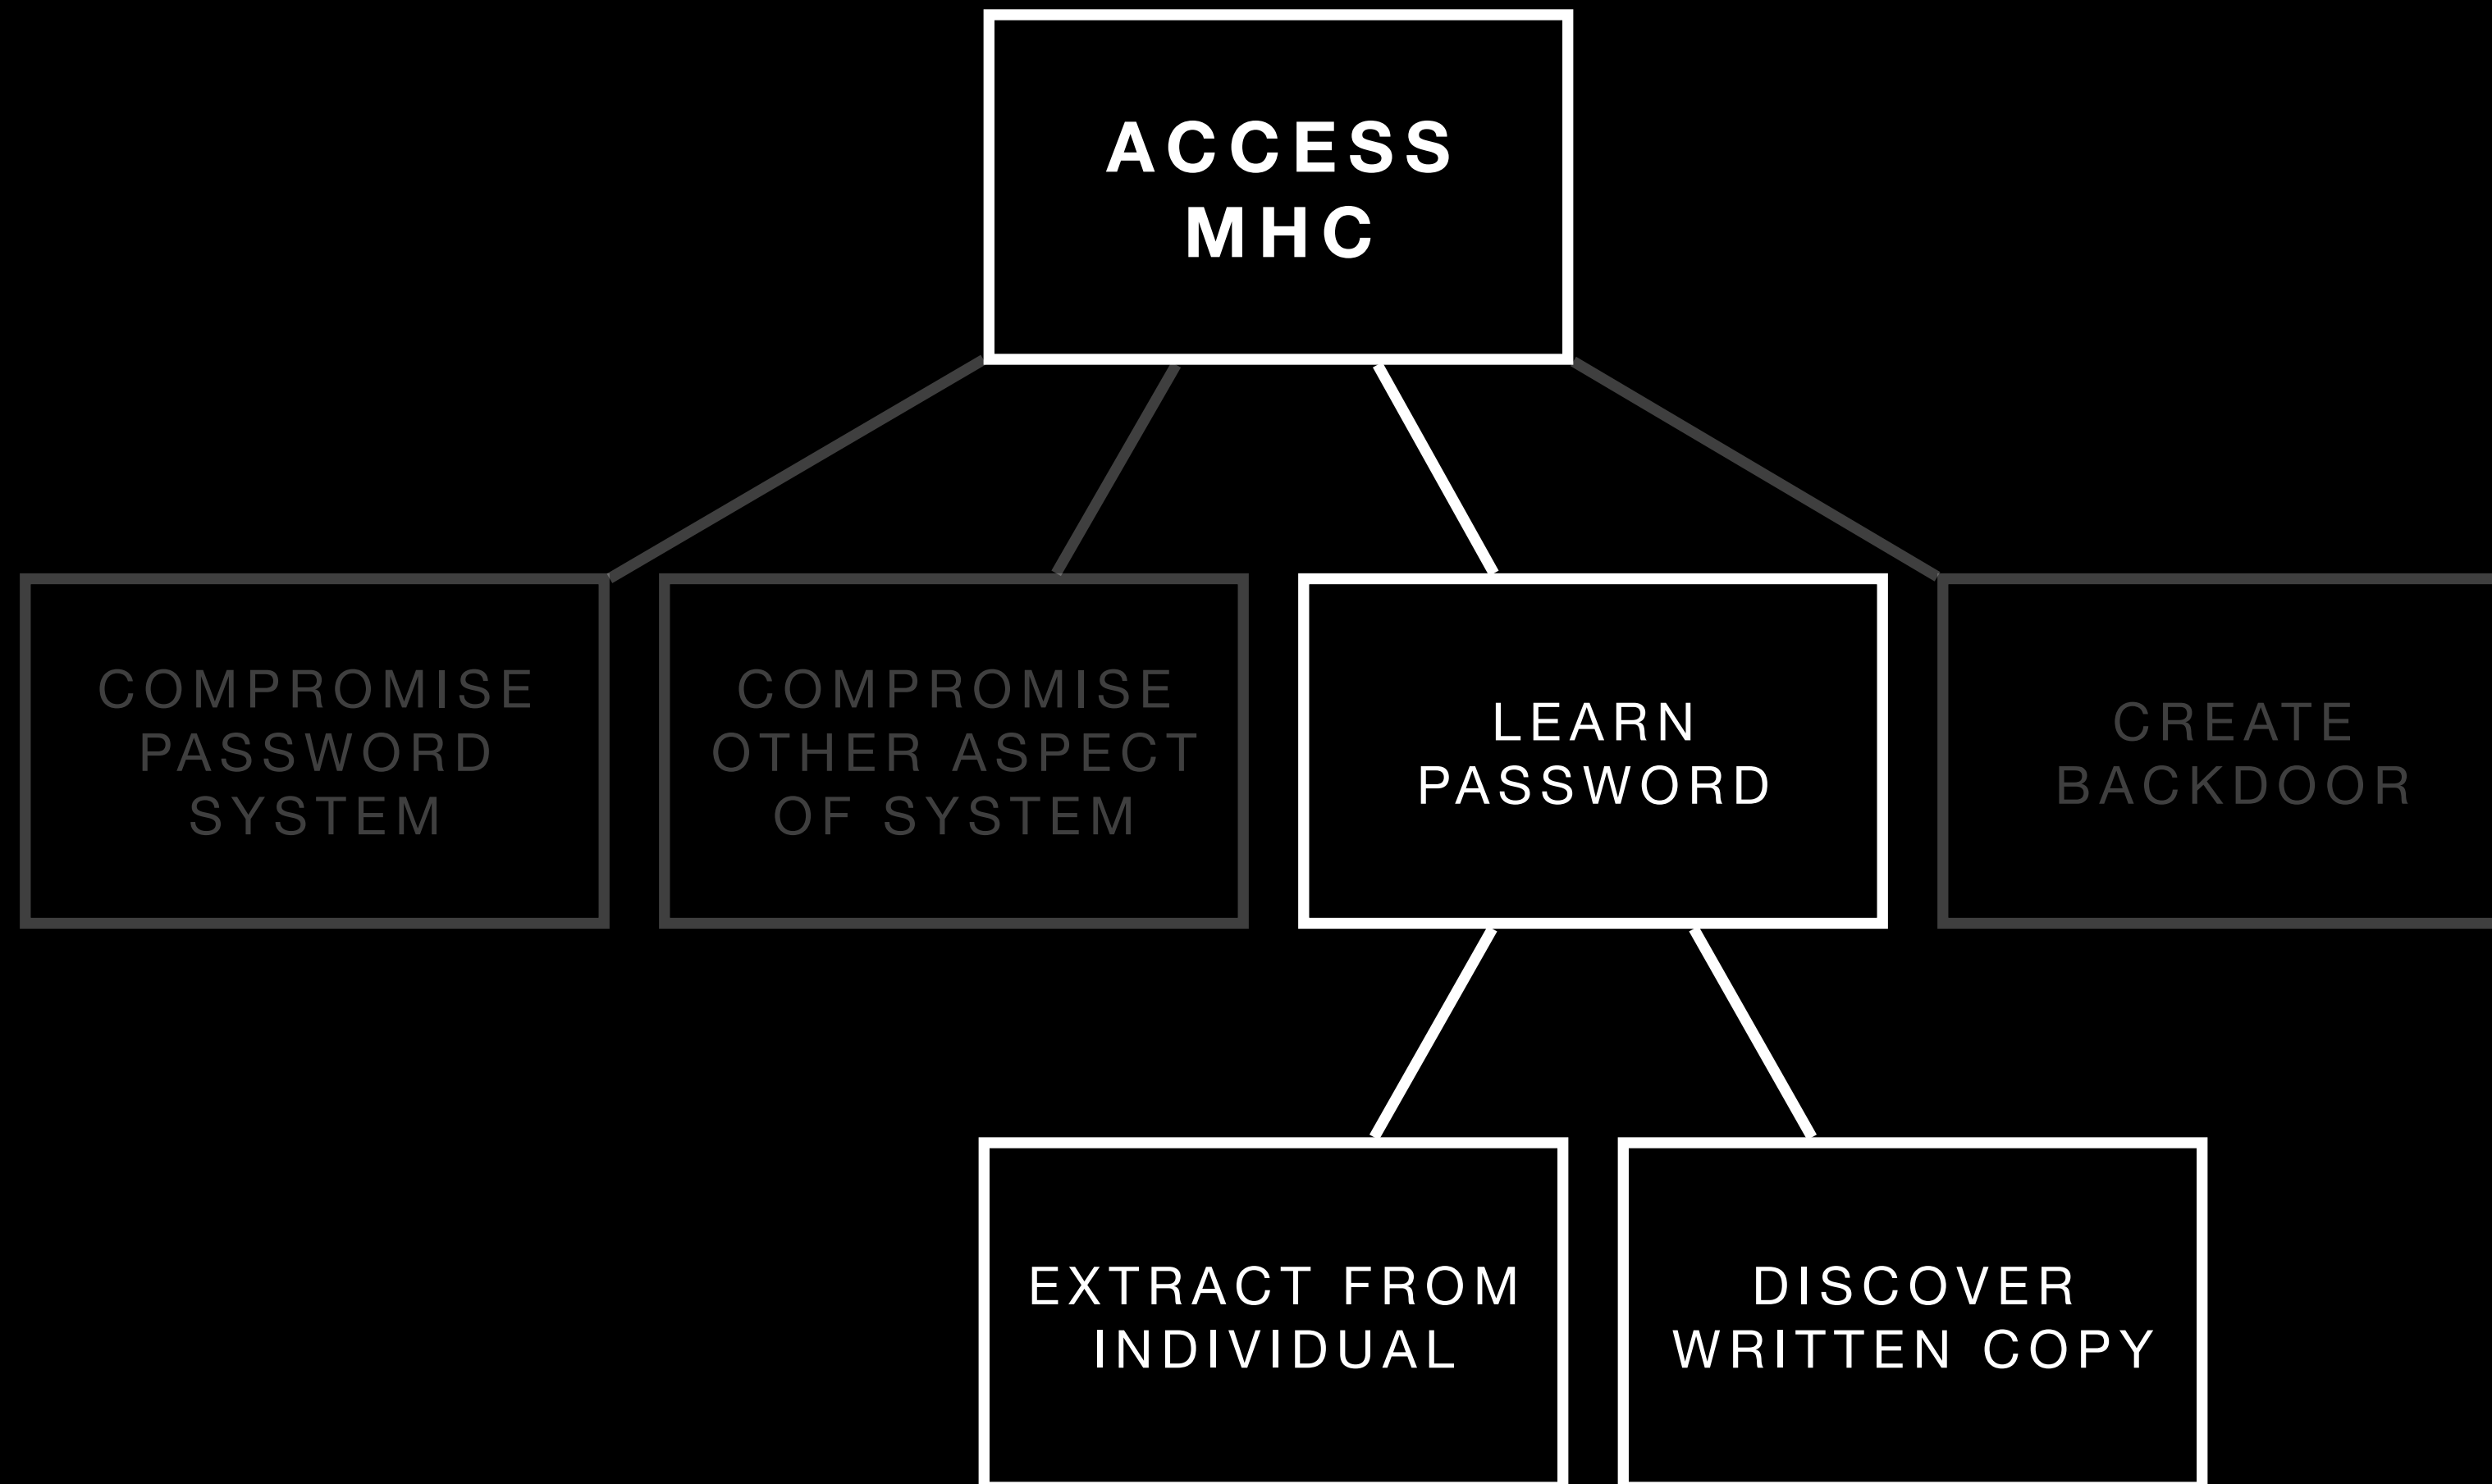 ACCESS
MHC
COMPROMISE
PASSWORD
SYSTEM
COMPROMISE
OTHER ASPECT
OF SYSTEM
LEARN
PASSWORD
CREATE
BACKDOOR
EXTRACT FROM
INDIVIDUAL
DISCOVER
WRITTEN COPY